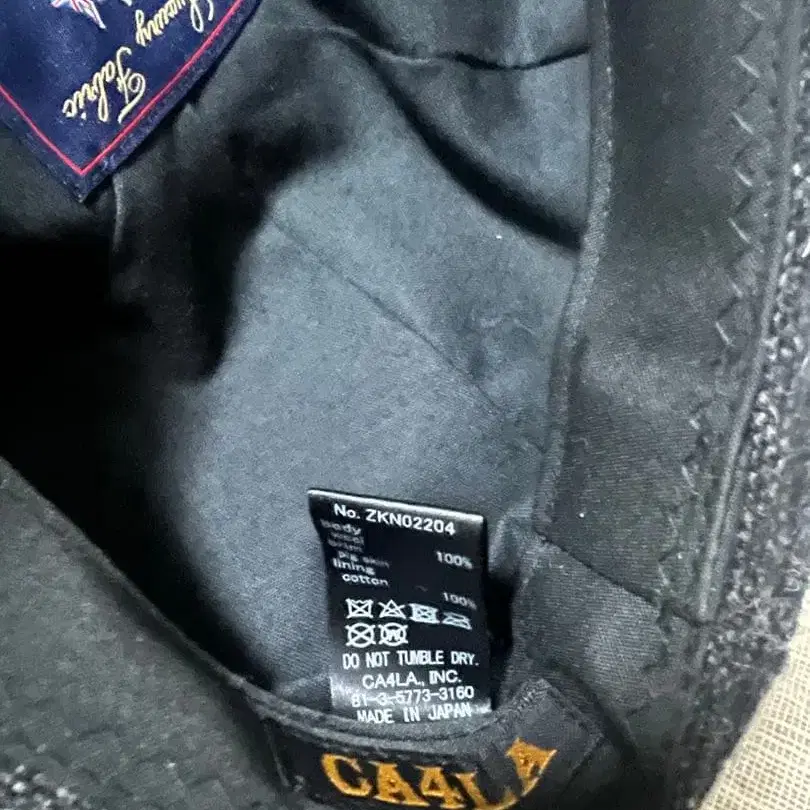 Luxury
Fabric
No. ZKN02204
body
wool 100%
brim
pig skin
lining
cotton 100%
DO NOT TUMBLE DRY.
CA4LA., INC.
81-3-5773-3160
MADE IN JAPAN
CA4LA